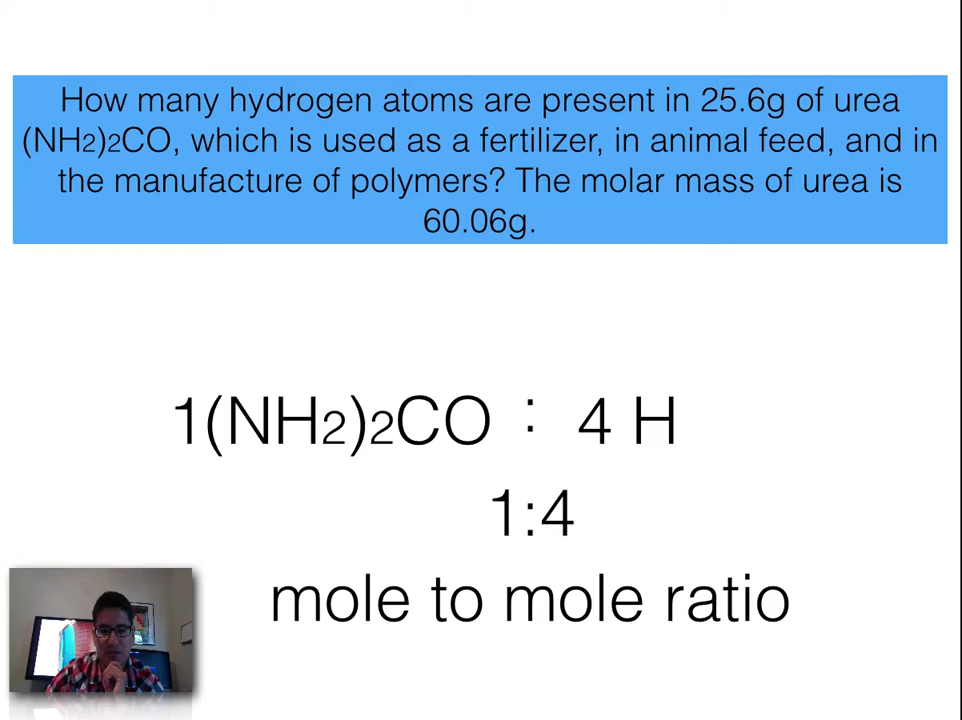 How many hydrogen atoms are present in 25.6g of urea
(NH2)2CO, which is used as a fertilizer, in animal feed, and in
the manufacture of polymers? The molar mass of urea is
60.06g.
1(NH2)2CO : 4 H
1:4
mole to mole ratio